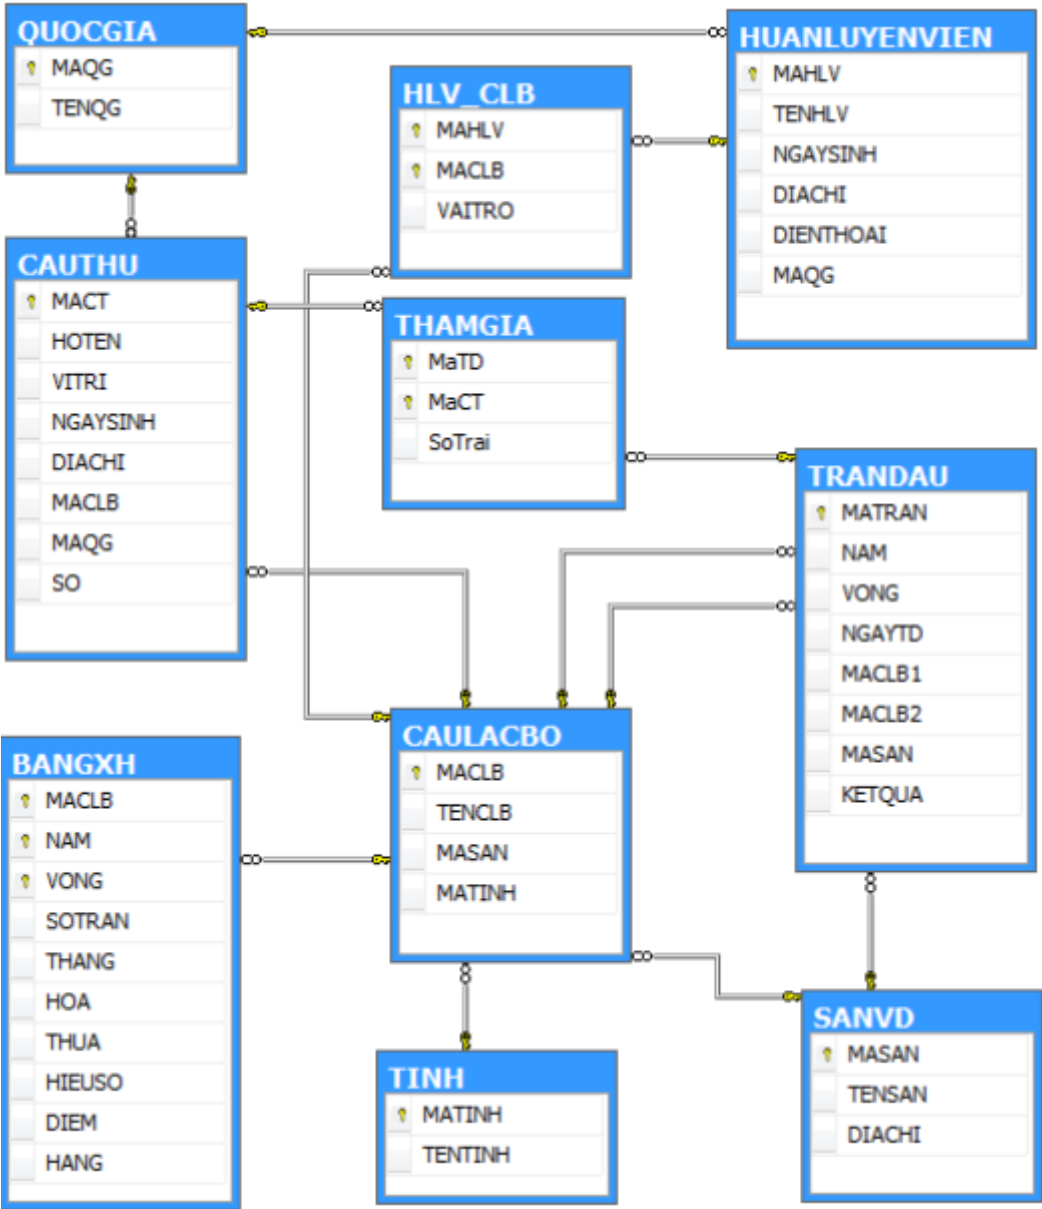 QUOCGIA
MAQG
TENQG
HUANLUYENVIEN
MAHLV
TENHLV
NGAYSINH
DIACHI
DIENTHOAI
MAQG
HLV_CLB
MAHLV
MACLB
VAITRO
CAUTHU
MACT
HOTEN
VITRI
NGAYSINH
DIACHI
MACLB
MAQG
SO
THAMGIA
MaTD
MaCT
SoTrai
TRANDAU
MATRAN
NAM
VONG
NGAYTD
MACLB1
MACLB2
MASAN
KETQUA
CAULACBO
MACLB
TENCLB
MASAN
MATINH
BANGXH
MACLB
NAM
VONG
SOTRAN
THANG
HOA
THUA
HIEUSO
DIEM
HANG
TINH
MATINH
TENTINH
SANVD
MASAN
TENSAN
DIACHI